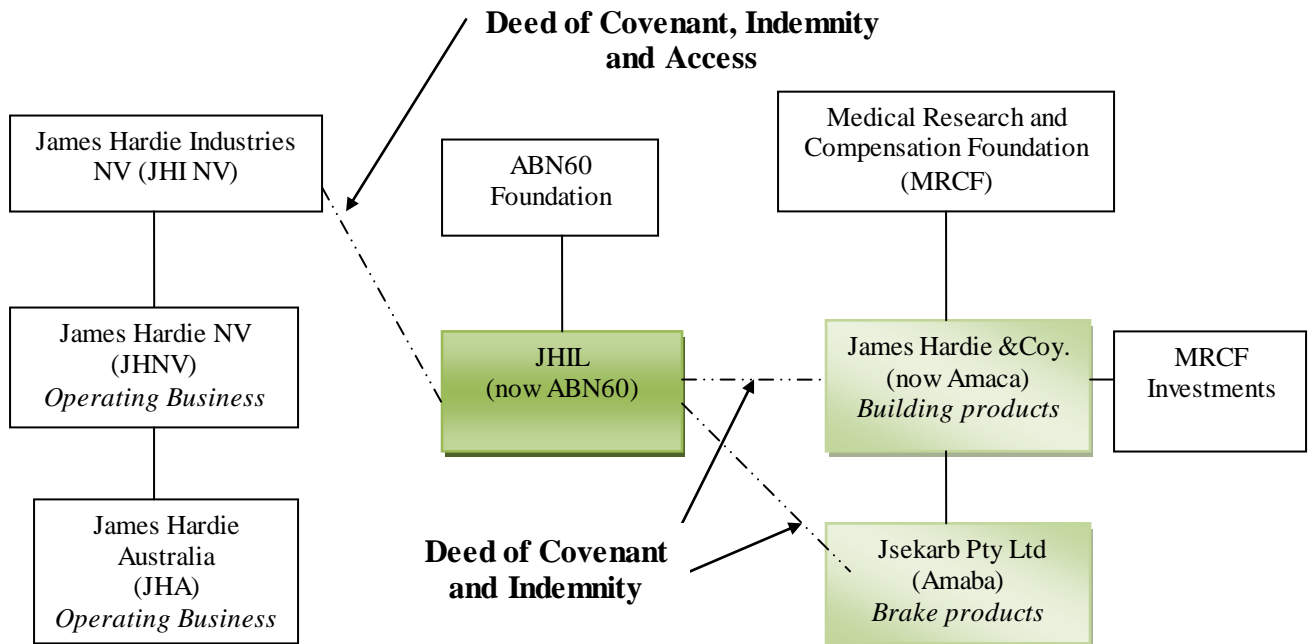 Deed of Covenant, Indemnity
and Access
James Hardie Industries
NV (JHI NV)
ABN60
Foundation
Medical Research and
Compensation Foundation
(MRCF)
James Hardie NV
(JHNV)
Operating Business
JHIL
(now ABN60)
James Hardie &Coy.
(now Amaca)
Building products
MRCF
Investments
James Hardie
Australia
(JHA)
Operating Business
Deed of Covenant
and Indemnity
Jsekarb Pty Ltd
(Amaba)
Brake products